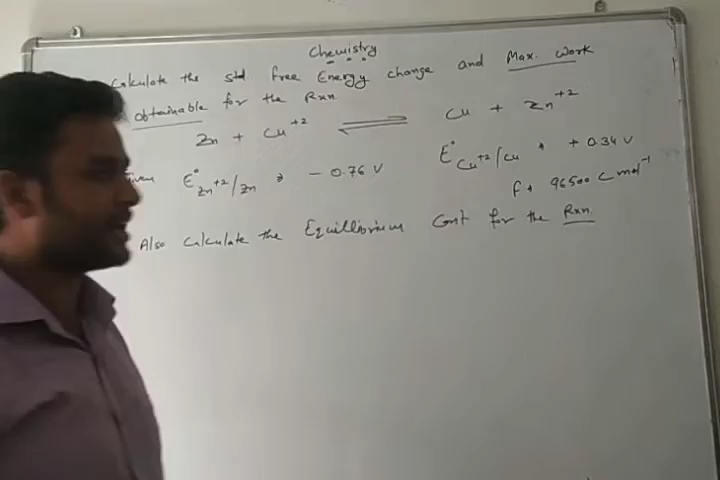 Chemistry
Calculate the std free Energy change and Max. Work
obtainable for the Rxn
Zn + Cu+2 ⇌ Cu + Zn+2
Given E°Zn+2/Zn = - 0.76 V E°Cu+2/Cu = + 0.34 V
F = 96500 C mol-1
Also Calculate the Equilibrium Cont for the Rxn.